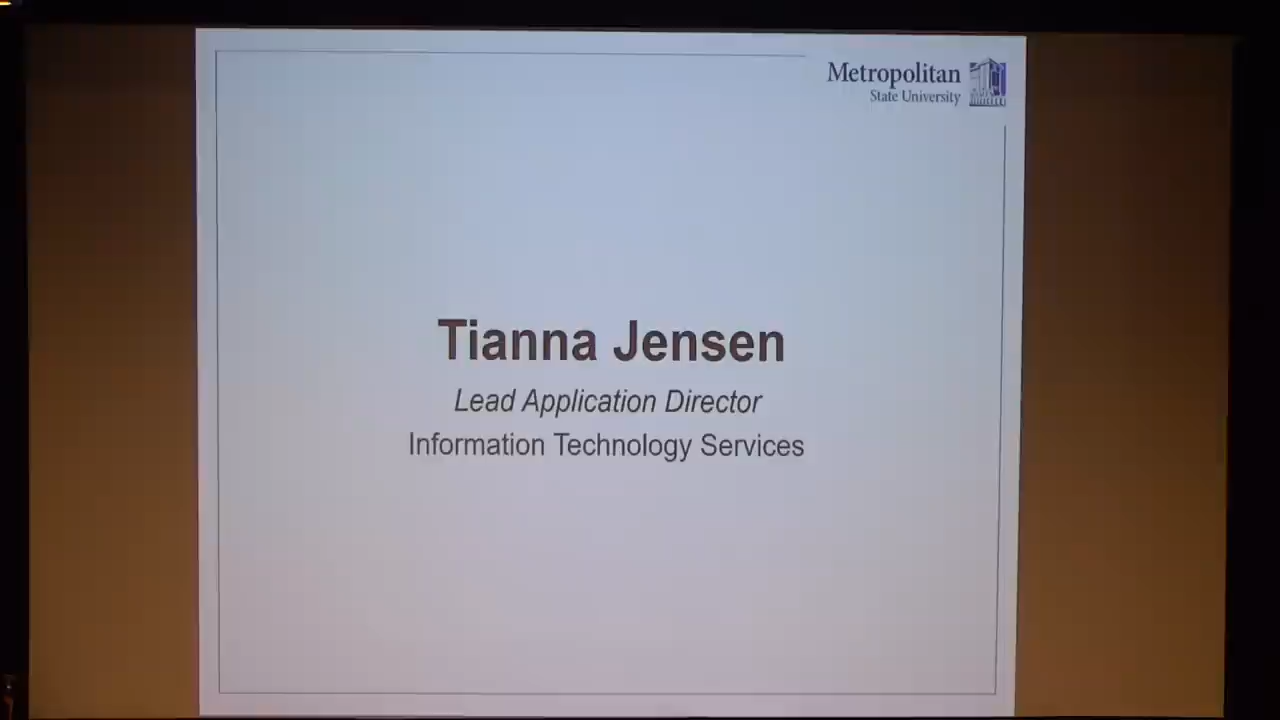 Metropolitan
State University
Tianna Jensen
Lead Application Director
Information Technology Services